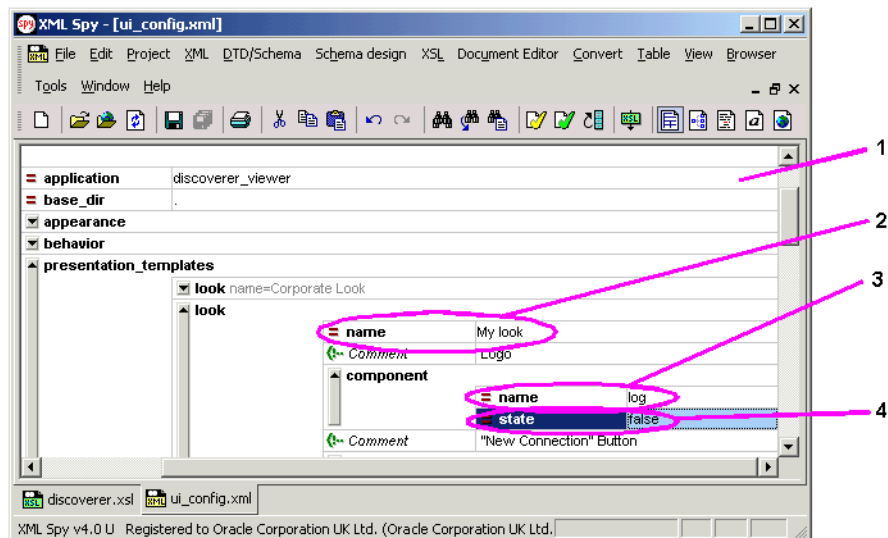 XML Spy - [ui_config.xml]
File Edit Project XML DTD/Schema Schema design XSL Document Editor Convert Table View Browser
Tools Window Help
1
= application discoverer_viewer
= base_dir .
appearance
2
behavior
presentation_templates
3
look name=Corporate Look
look
= name My look
Comment Logo
component
= name log
4
= state false
Comment "New Connection" Button
discoverer.xsl ui_config.xml
XML Spy v4.0 U Registered to Oracle Corporation UK Ltd. (Oracle Corporation UK Ltd.